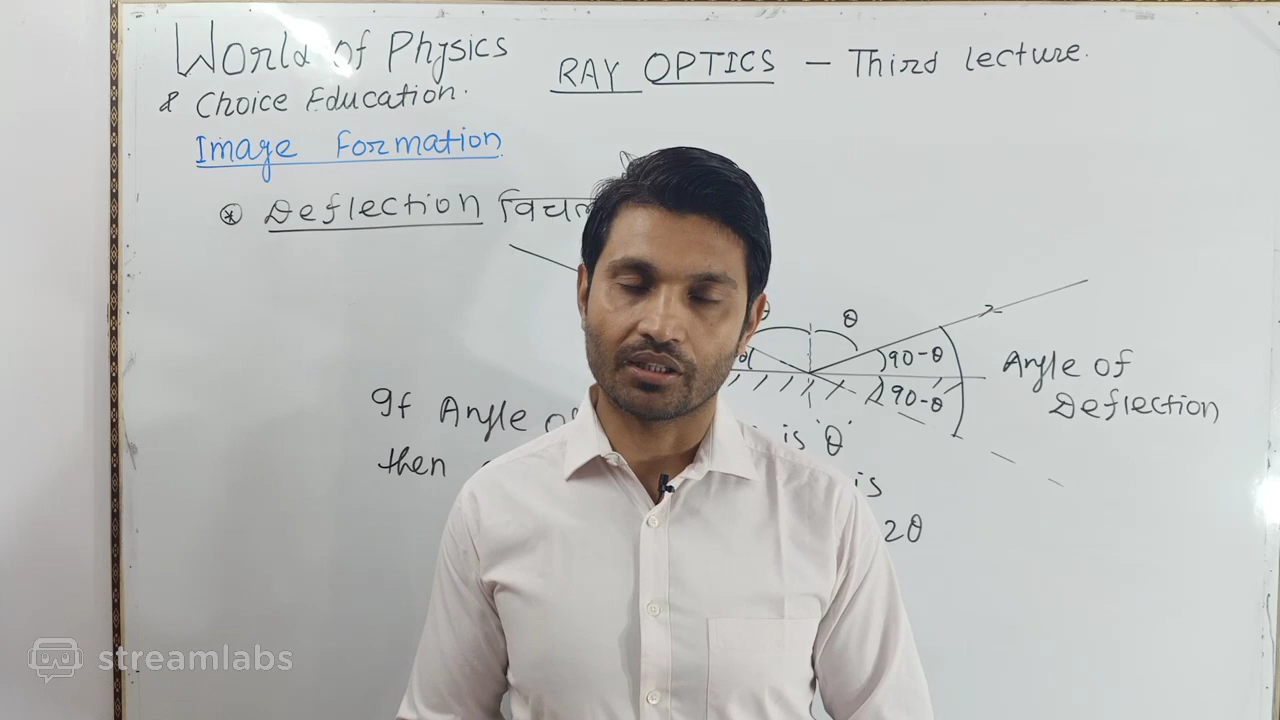 World of Physics
& Choice Education.
RAY OPTICS - Third lecture.
Image Formation
* Deflection
θ
90-θ
90-θ
Angle of
Deflection
If Angle
is 'θ'
then
is
2θ
streamlabs